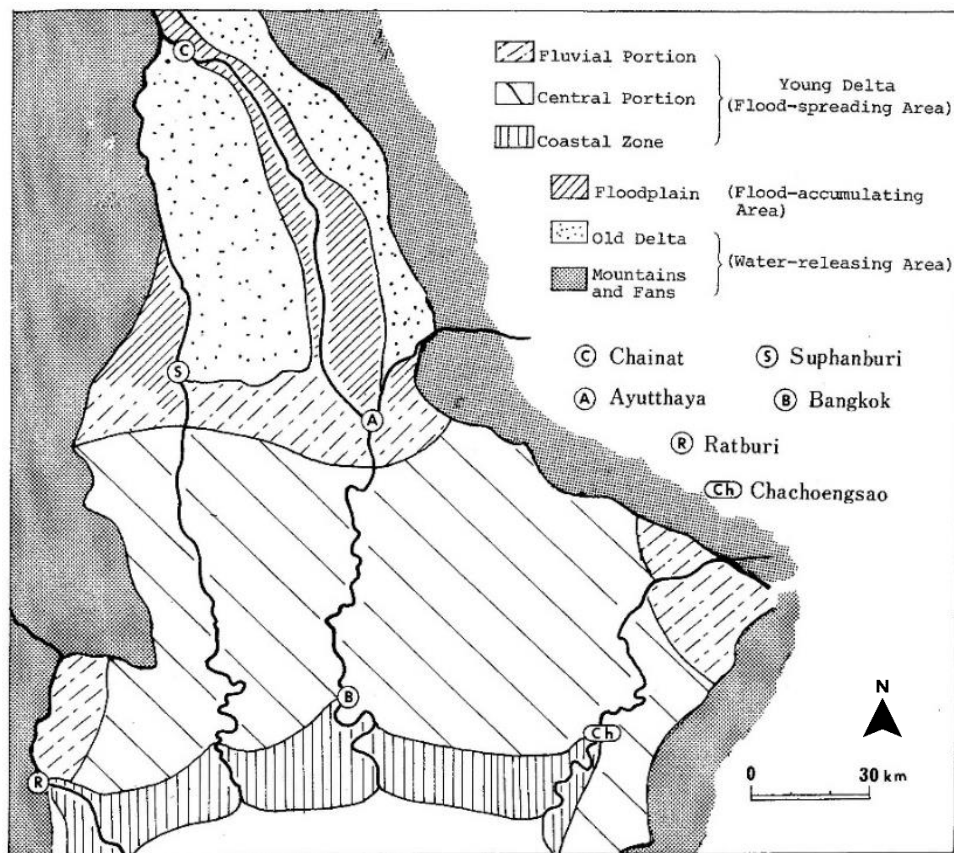 Fluvial Portion
Central Portion
Coastal Zone
Young Delta
(Flood-spreading Area)
Floodplain
(Flood-accumulating
Area)
Old Delta
Mountains
and Fans
(Water-releasing Area)
C Chainat
S Suphanburi
A Ayutthaya
B Bangkok
R Ratburi
Ch Chachoengsao
C
S
A
B
Ch
R
N
0 30 km